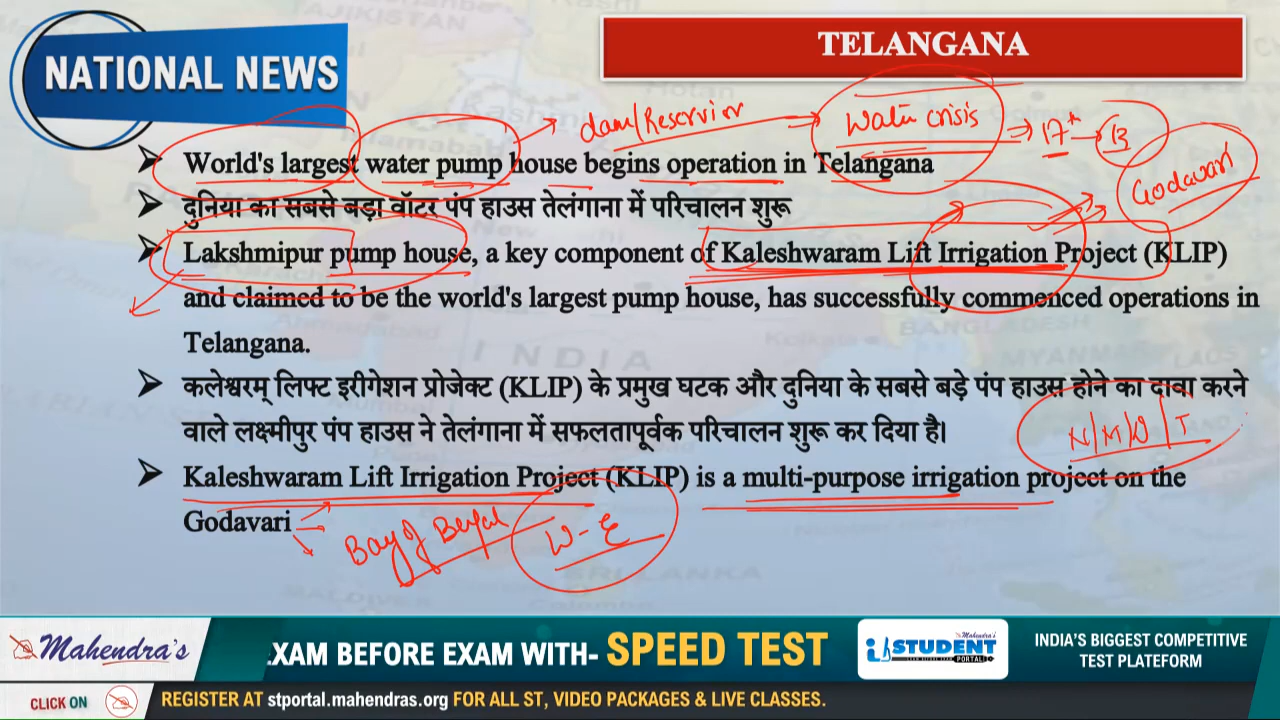 NATIONAL NEWS
TELANGANA
dam/Reservior
Water crisis
17th
13
Godavari
World's largest water pump house begins operation in Telangana
दुनिया का सबसे बड़ा वॉटर पंप हाउस तेलंगाना में परिचालन शुरू
Lakshmipur pump house, a key component of Kaleshwaram Lift Irrigation Project (KLIP)
and claimed to be the world's largest pump house, has successfully commenced operations in
Telangana.
कलेश्वरम् लिफ्ट इरीगेशन प्रोजेक्ट (KLIP) के प्रमुख घटक और दुनिया के सबसे बड़े पंप हाउस होने का दावा करने
वाले लक्ष्मीपुर पंप हाउस ने तेलंगाना में सफलतापूर्वक परिचालन शुरू कर दिया है।
N/M/W/T
Kaleshwaram Lift Irrigation Project (KLIP) is a multi-purpose irrigation project on the
Godavari
Bay of Bengal
W-E
INDIA
Mahendra's
EXAM BEFORE EXAM WITH- SPEED TEST
Mahendra's
STUDENT
PORTAL
INDIA'S BIGGEST COMPETITIVE
TEST PLATEFORM
CLICK ON
REGISTER AT stportal.mahendras.org FOR ALL ST, VIDEO PACKAGES & LIVE CLASSES.